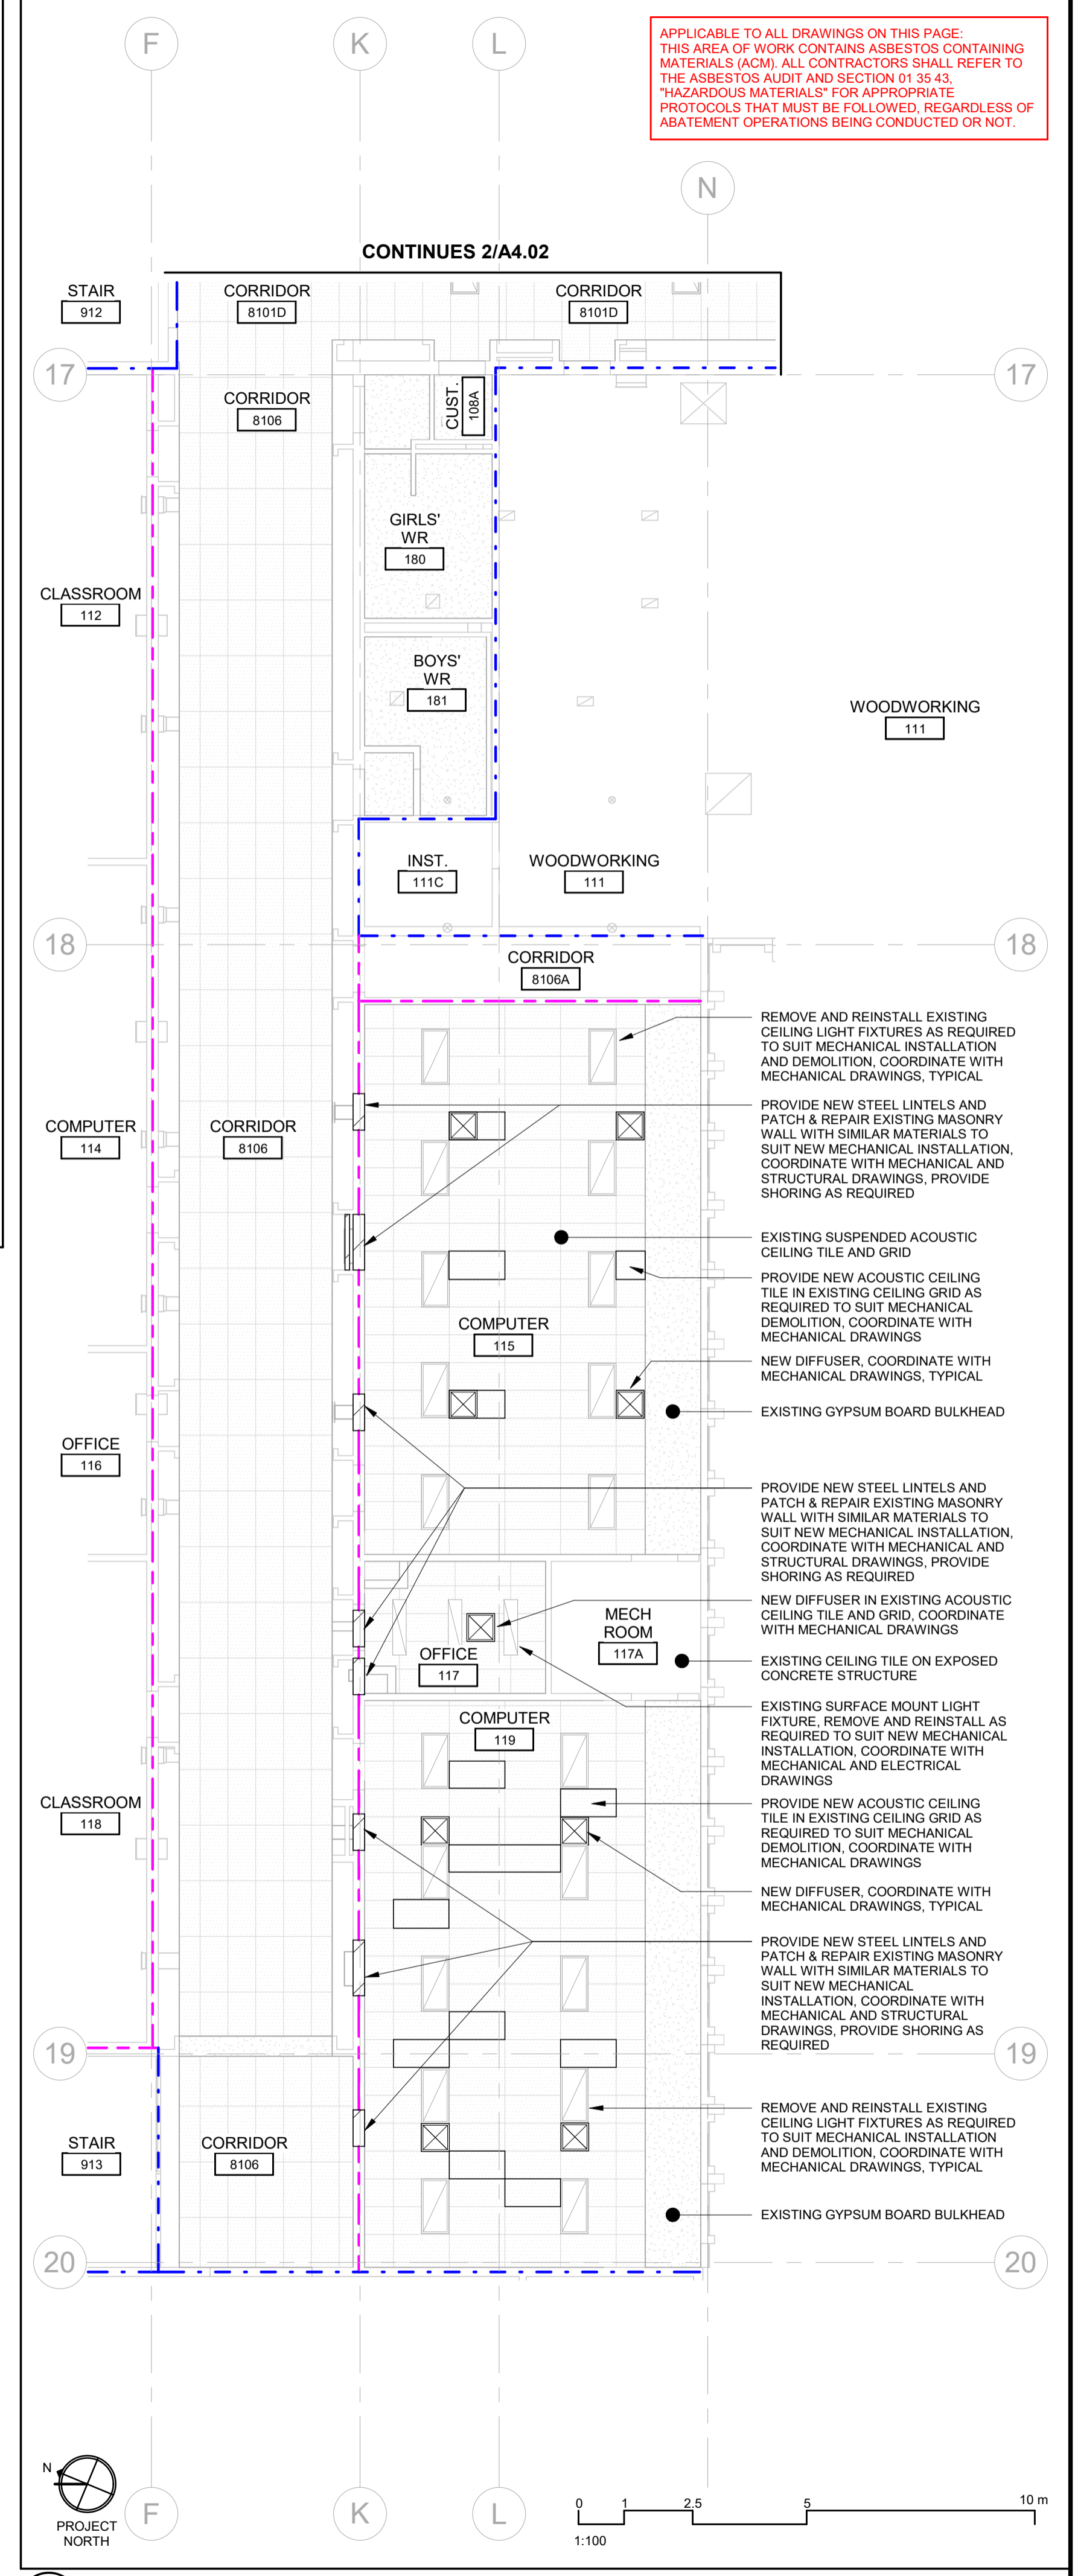 F
K
L
APPLICABLE TO ALL DRAWINGS ON THIS PAGE:
THIS AREA OF WORK CONTAINS ASBESTOS CONTAINING
MATERIALS (ACM). ALL CONTRACTORS SHALL REFER TO
THE ASBESTOS AUDIT AND SECTION 01 35 43,
"HAZARDOUS MATERIALS" FOR APPROPRIATE
PROTOCOLS THAT MUST BE FOLLOWED, REGARDLESS OF
ABATEMENT OPERATIONS BEING CONDUCTED OR NOT.
N
CONTINUES 2/A4.02
STAIR
912
CORRIDOR
8101D
CORRIDOR
8101D
17
17
CORRIDOR
8106
CUST.
108A
GIRLS'
WR
180
CLASSROOM
112
BOYS'
WR
181
WOODWORKING
111
INST.
111C
WOODWORKING
111
18
18
CORRIDOR
8106A
REMOVE AND REINSTALL EXISTING
CEILING LIGHT FIXTURES AS REQUIRED
TO SUIT MECHANICAL INSTALLATION
AND DEMOLITION, COORDINATE WITH
MECHANICAL DRAWINGS, TYPICAL
PROVIDE NEW STEEL LINTELS AND
PATCH & REPAIR EXISTING MASONRY
WALL WITH SIMILAR MATERIALS TO
SUIT NEW MECHANICAL INSTALLATION,
COORDINATE WITH MECHANICAL AND
STRUCTURAL DRAWINGS, PROVIDE
SHORING AS REQUIRED
COMPUTER
114
CORRIDOR
8106
EXISTING SUSPENDED ACOUSTIC
CEILING TILE AND GRID
PROVIDE NEW ACOUSTIC CEILING
TILE IN EXISTING CEILING GRID AS
REQUIRED TO SUIT MECHANICAL
DEMOLITION, COORDINATE WITH
MECHANICAL DRAWINGS
COMPUTER
115
NEW DIFFUSER, COORDINATE WITH
MECHANICAL DRAWINGS, TYPICAL
EXISTING GYPSUM BOARD BULKHEAD
OFFICE
116
PROVIDE NEW STEEL LINTELS AND
PATCH & REPAIR EXISTING MASONRY
WALL WITH SIMILAR MATERIALS TO
SUIT NEW MECHANICAL INSTALLATION,
COORDINATE WITH MECHANICAL AND
STRUCTURAL DRAWINGS, PROVIDE
SHORING AS REQUIRED
NEW DIFFUSER IN EXISTING ACOUSTIC
CEILING TILE AND GRID, COORDINATE
WITH MECHANICAL DRAWINGS
MECH
ROOM
117A
OFFICE
117
EXISTING CEILING TILE ON EXPOSED
CONCRETE STRUCTURE
EXISTING SURFACE MOUNT LIGHT
FIXTURE, REMOVE AND REINSTALL AS
REQUIRED TO SUIT NEW MECHANICAL
INSTALLATION, COORDINATE WITH
MECHANICAL AND ELECTRICAL
DRAWINGS
COMPUTER
119
CLASSROOM
118
PROVIDE NEW ACOUSTIC CEILING
TILE IN EXISTING CEILING GRID AS
REQUIRED TO SUIT MECHANICAL
DEMOLITION, COORDINATE WITH
MECHANICAL DRAWINGS
NEW DIFFUSER, COORDINATE WITH
MECHANICAL DRAWINGS, TYPICAL
PROVIDE NEW STEEL LINTELS AND
PATCH & REPAIR EXISTING MASONRY
WALL WITH SIMILAR MATERIALS TO
SUIT NEW MECHANICAL
INSTALLATION, COORDINATE WITH
MECHANICAL AND STRUCTURAL
DRAWINGS, PROVIDE SHORING AS
REQUIRED
19
19
REMOVE AND REINSTALL EXISTING
CEILING LIGHT FIXTURES AS REQUIRED
TO SUIT MECHANICAL INSTALLATION
AND DEMOLITION, COORDINATE WITH
MECHANICAL DRAWINGS, TYPICAL
STAIR
913
CORRIDOR
8106
EXISTING GYPSUM BOARD BULKHEAD
20
20
N
PROJECT
NORTH
F
K
L
0 1 2.5 5 10 m
1:100